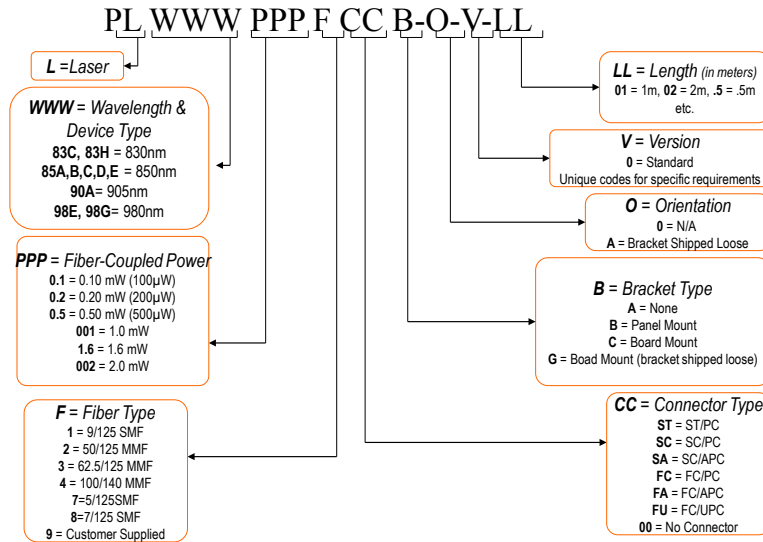 PL WWW PPP F CC B-O-V-LL
L =Laser
WWW = Wavelength &
Device Type
83C, 83H = 830nm
85A,B,C,D,E = 850nm
90A= 905nm
98E, 98G= 980nm
PPP = Fiber-Coupled Power
0.1 = 0.10 mW (100µW)
0.2 = 0.20 mW (200µW)
0.5 = 0.50 mW (500µW)
001 = 1.0 mW
1.6 = 1.6 mW
002 = 2.0 mW
F = Fiber Type
1 = 9/125 SMF
2 = 50/125 MMF
3 = 62.5/125 MMF
4 = 100/140 MMF
7=5/125SMF
8=7/125 SMF
9 = Customer Supplied
LL = Length (in meters)
01 = 1m, 02 = 2m, .5 = .5m
etc.
V = Version
0 = Standard
Unique codes for specific requirements
O = Orientation
0 = N/A
A = Bracket Shipped Loose
B = Bracket Type
A = None
B = Panel Mount
C = Board Mount
G = Boad Mount (bracket shipped loose)
CC = Connector Type
ST = ST/PC
SC = SC/PC
SA = SC/APC
FC = FC/PC
FA = FC/APC
FU = FC/UPC
00 = No Connector